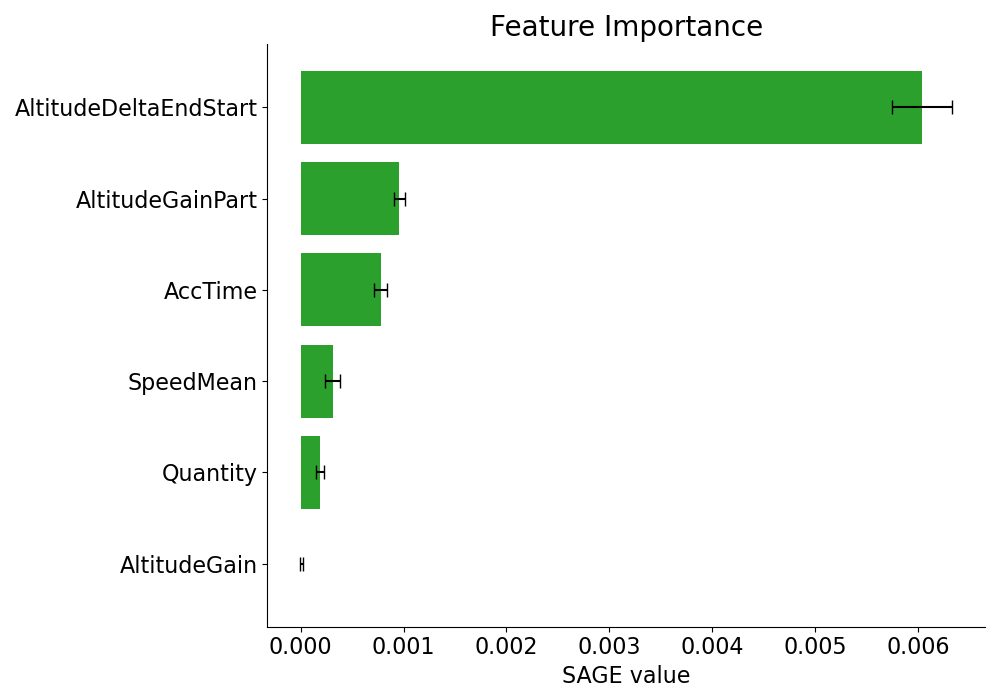 Feature Importance
AltitudeDeltaEndStart
AltitudeGainPart
AccTime
SpeedMean
Quantity
AltitudeGain
0.000 0.001 0.002 0.003 0.004 0.005 0.006
SAGE value